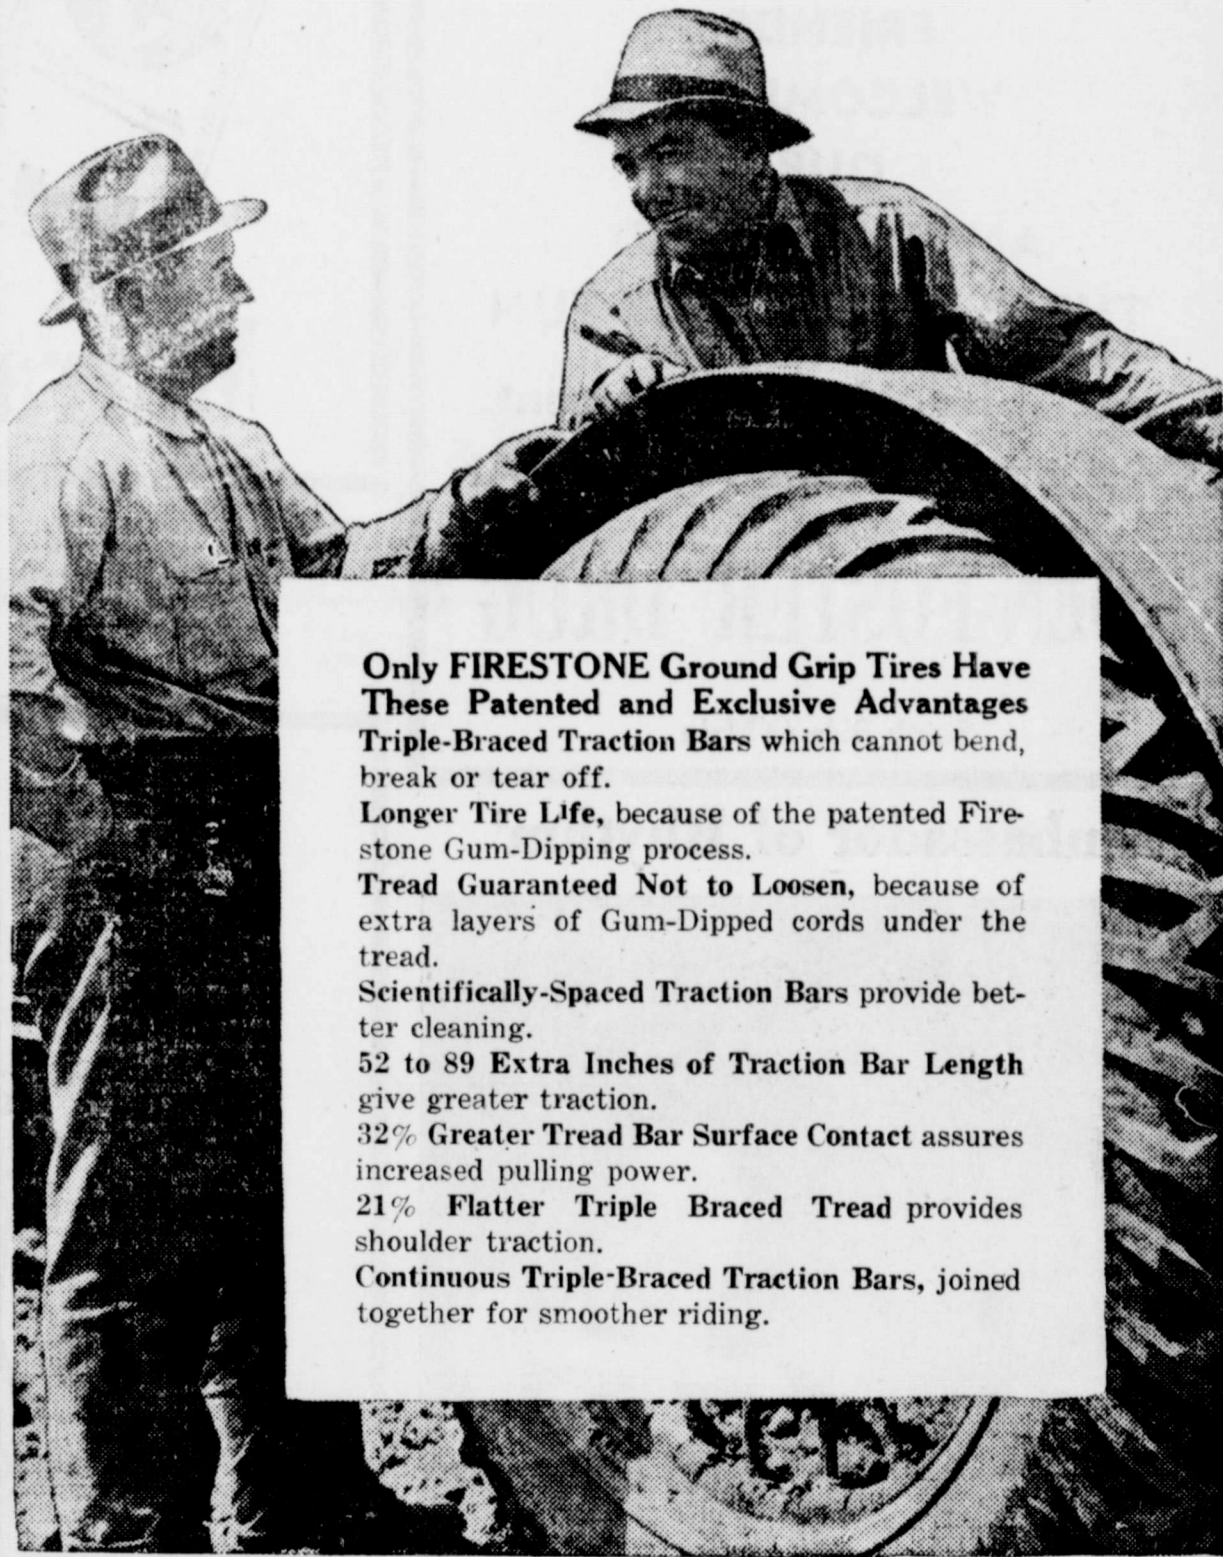 Only FIRESTONE Ground Grip Tires Have
These Patented and Exclusive Advantages
Triple-Braced Traction Bars which cannot bend,
break or tear off.
Longer Tire Life, because of the patented Fire-
stone Gum-Dipping process.
Tread Guaranteed Not to Loosen, because of
extra layers of Gum-Dipped cords under the
tread.
Scientifically-Spaced Traction Bars provide bet-
ter cleaning.
52 to 89 Extra Inches of Traction Bar Length
give greater traction.
32% Greater Tread Bar Surface Contact assures
increased pulling power.
21% Flatter Triple Braced Tread provides
shoulder traction.
Continuous Triple-Braced Traction Bars, joined
together for smoother riding.